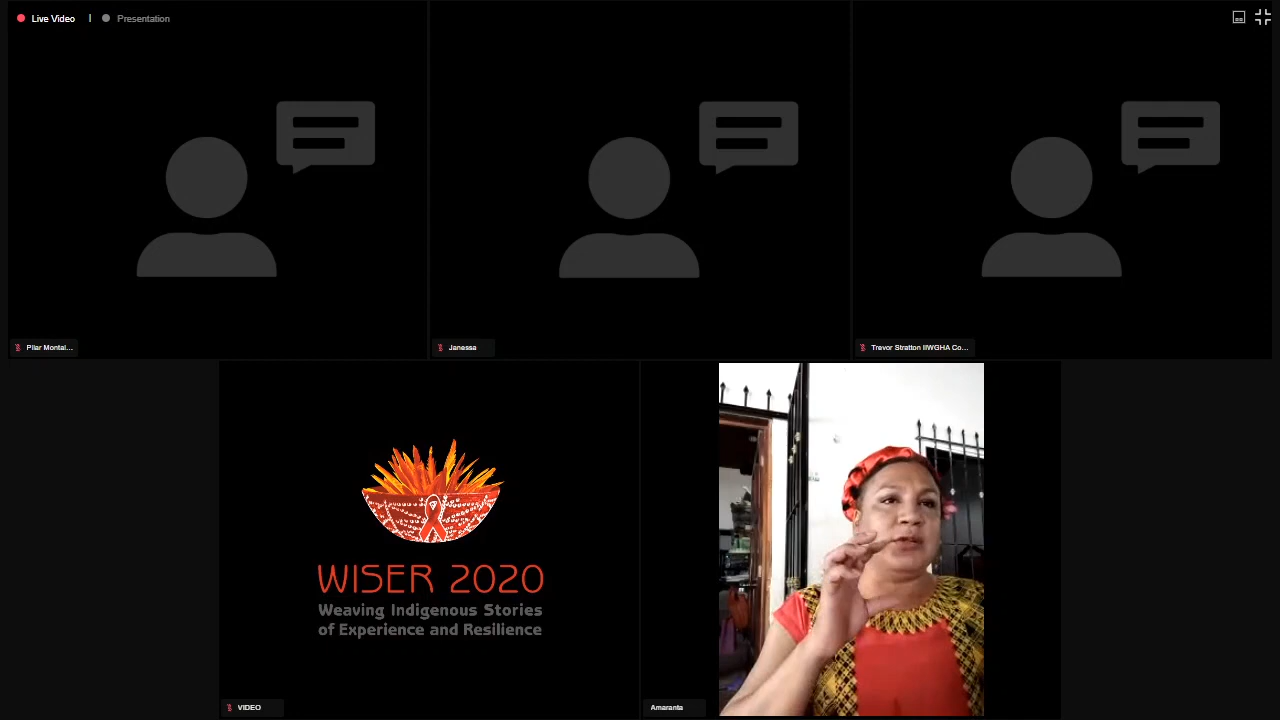 Live Video
Presentation
Pilar Montal...
Janessa
Trevor Stratton IIWGHA Co...
WISER 2020
Weaving Indigenous Stories
of Experience and Resilience
VIDEO
Amaranta